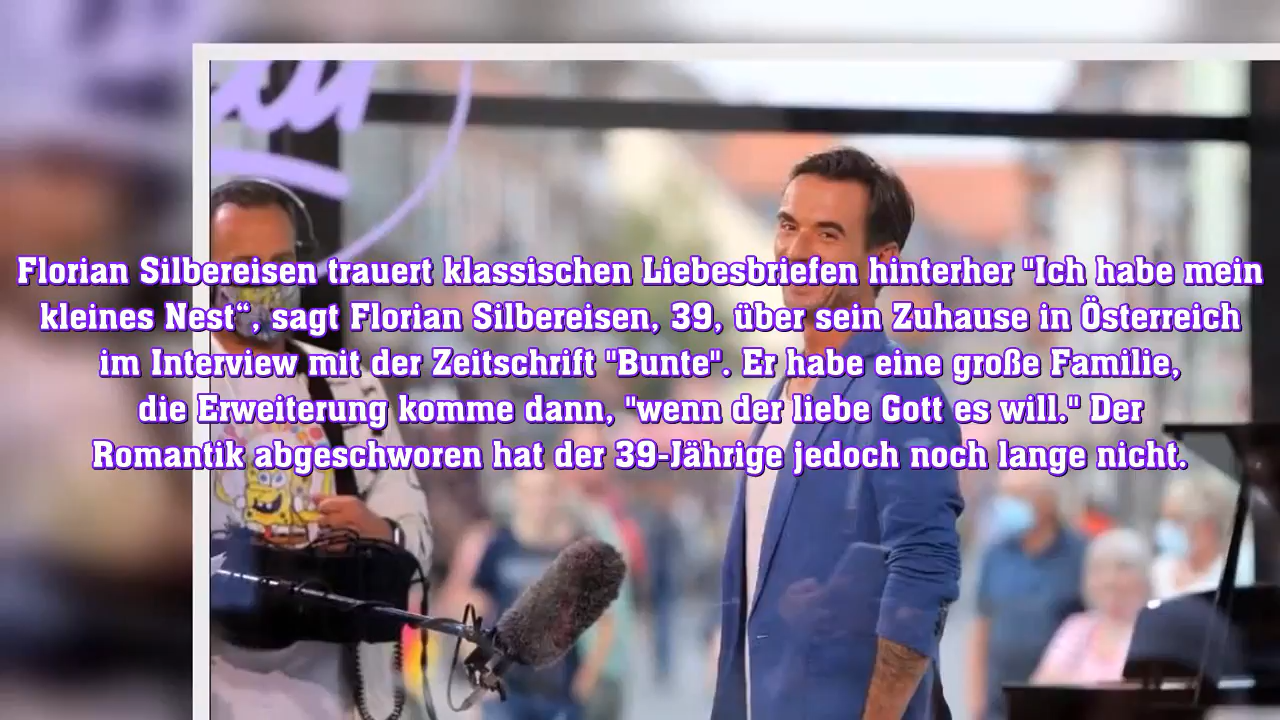 Florian Silbereisen trauert klassischen Liebesbriefen hinterher "Ich habe mein
kleines Nest“, sagt Florian Silbereisen, 39, über sein Zuhause in Österreich
im Interview mit der Zeitschrift "Bunte". Er habe eine große Familie,
die Erweiterung komme dann, "wenn der liebe Gott es will." Der
Romantik abgeschworen hat der 39-Jährige jedoch noch lange nicht.